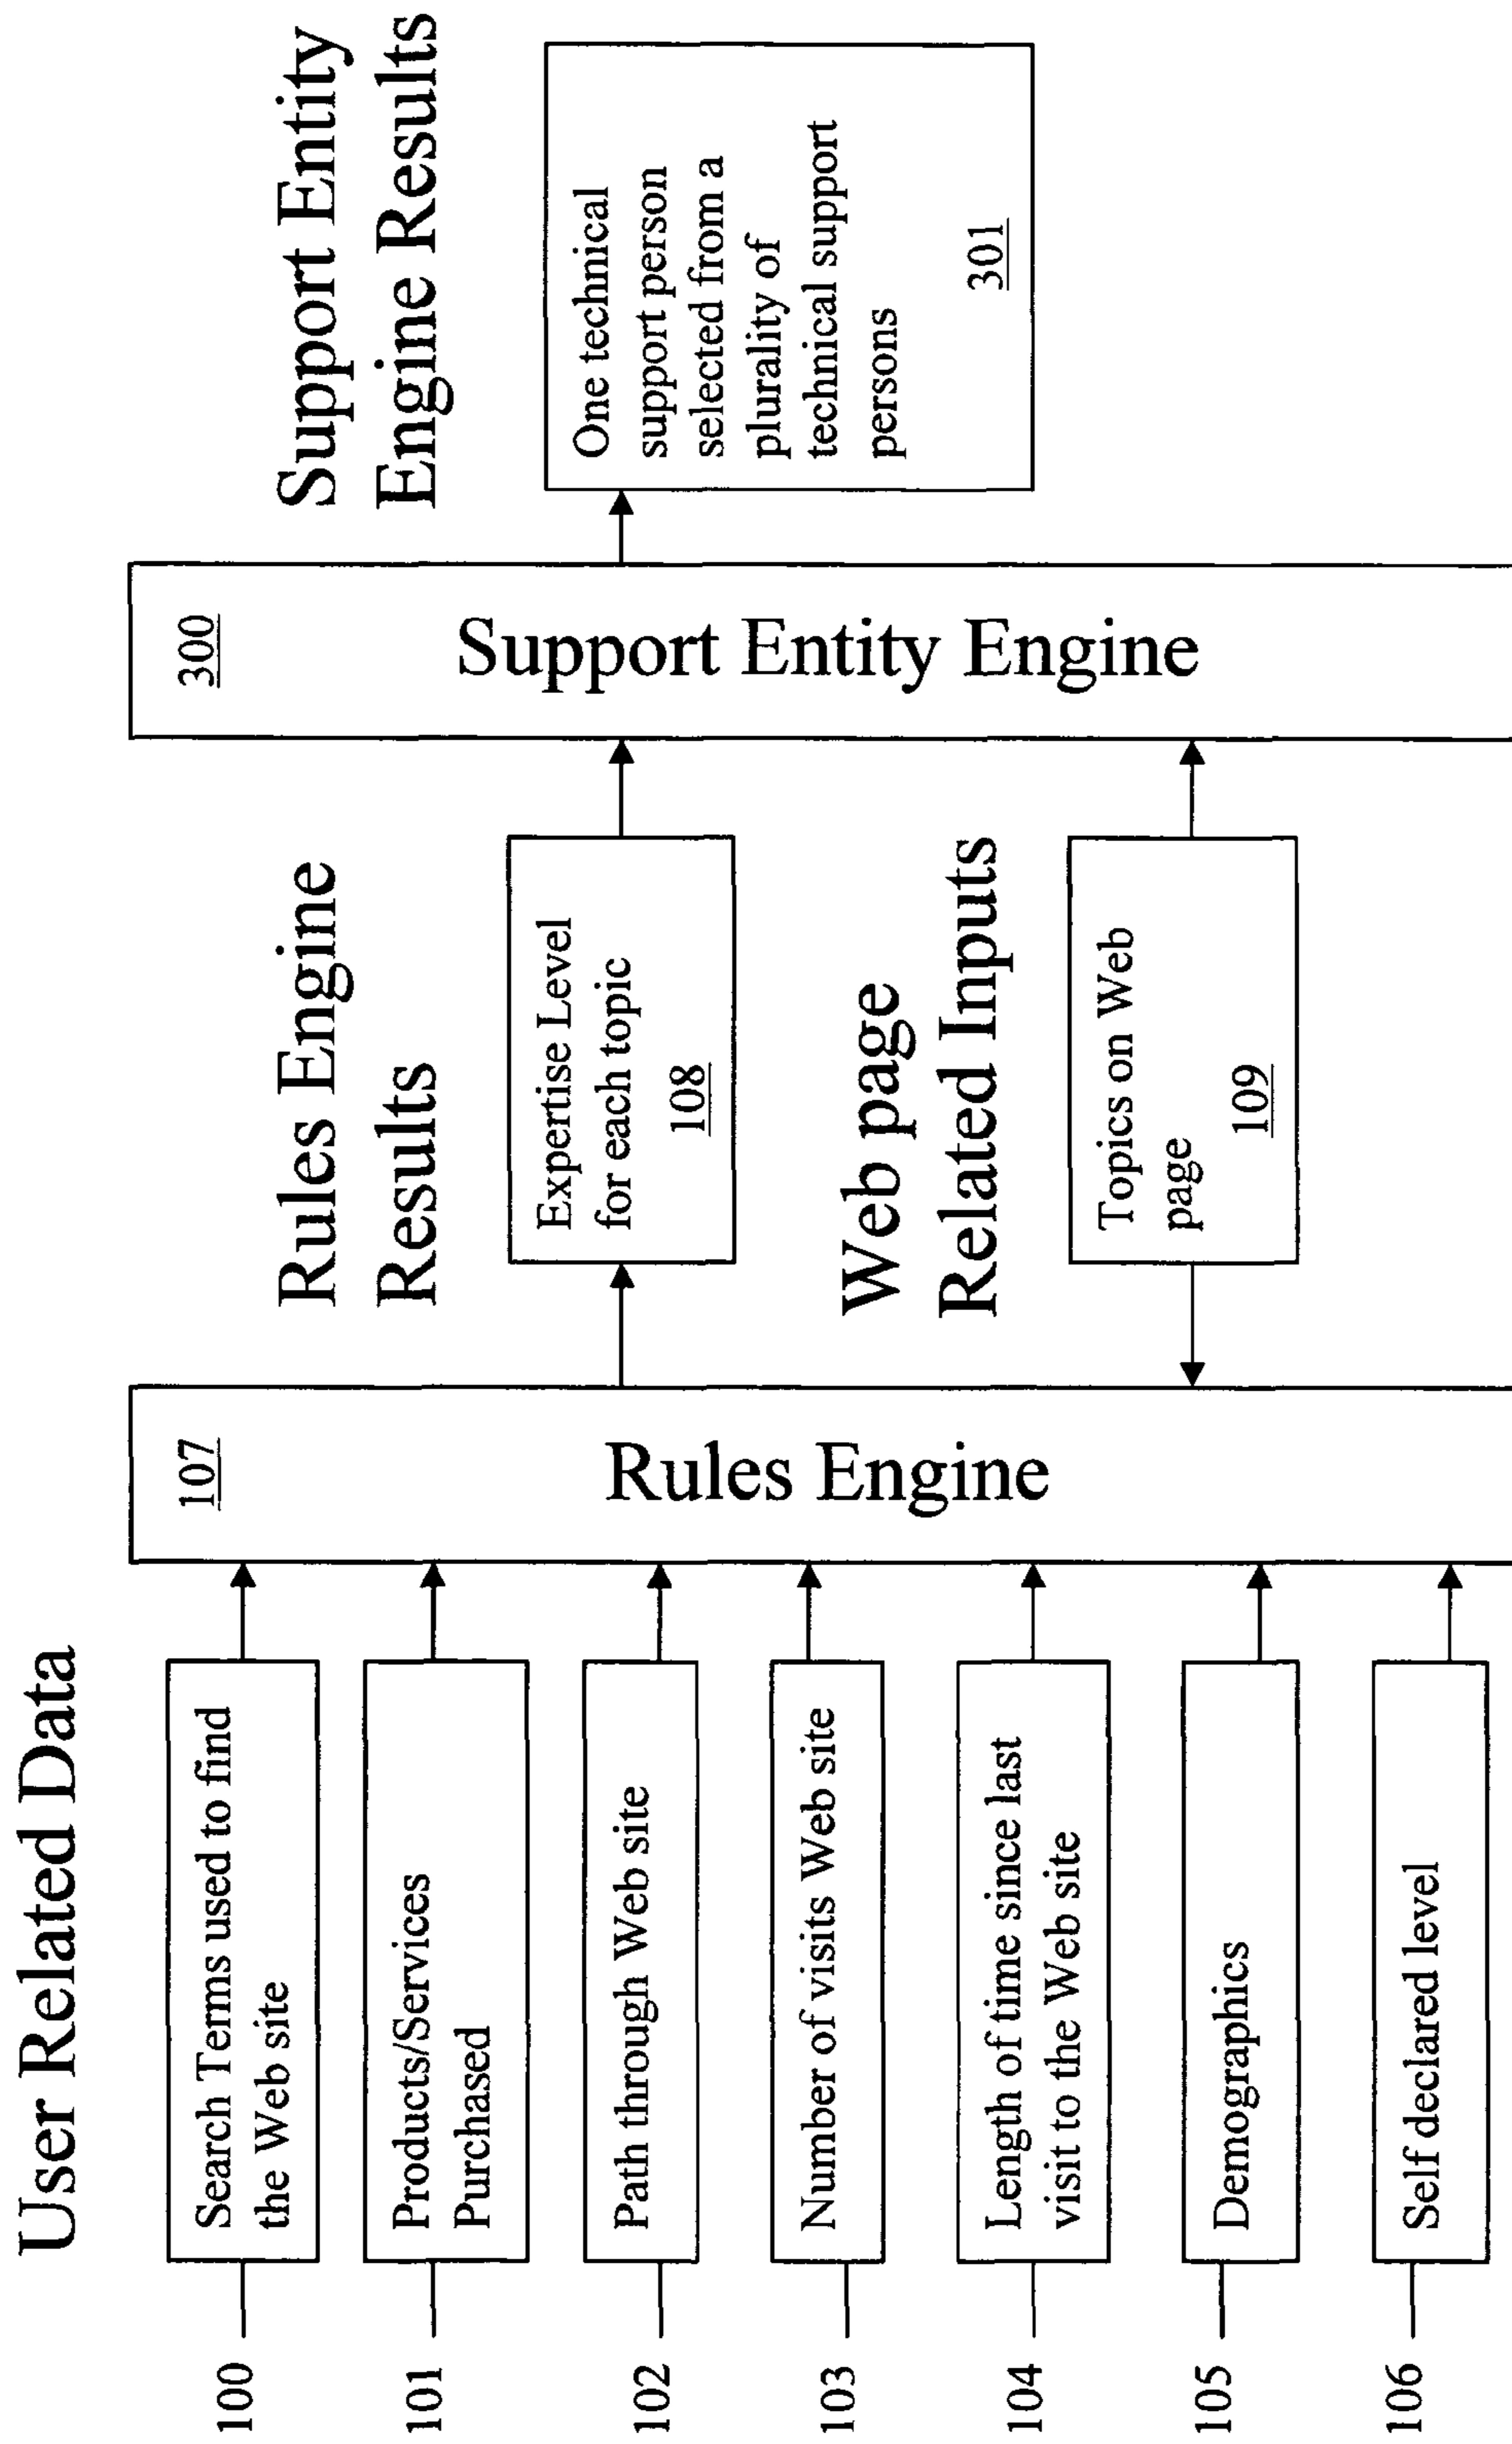 User Related Data
100
Search Terms used to find
the Web site
101
Products/Services
Purchased
102
Path through Web site
103
Number of visits Web site
104
Length of time since last
visit to the Web site
105
Demographics
106
Self declared level
107
Rules Engine
Rules Engine
Results
Expertise Level
for each topic
108
Web page
Related Inputs
Topics on Web
page
109
300
Support Entity Engine
Support Entity
Engine Results
One technical
support person
selected from a
plurality of
technical support
persons
301